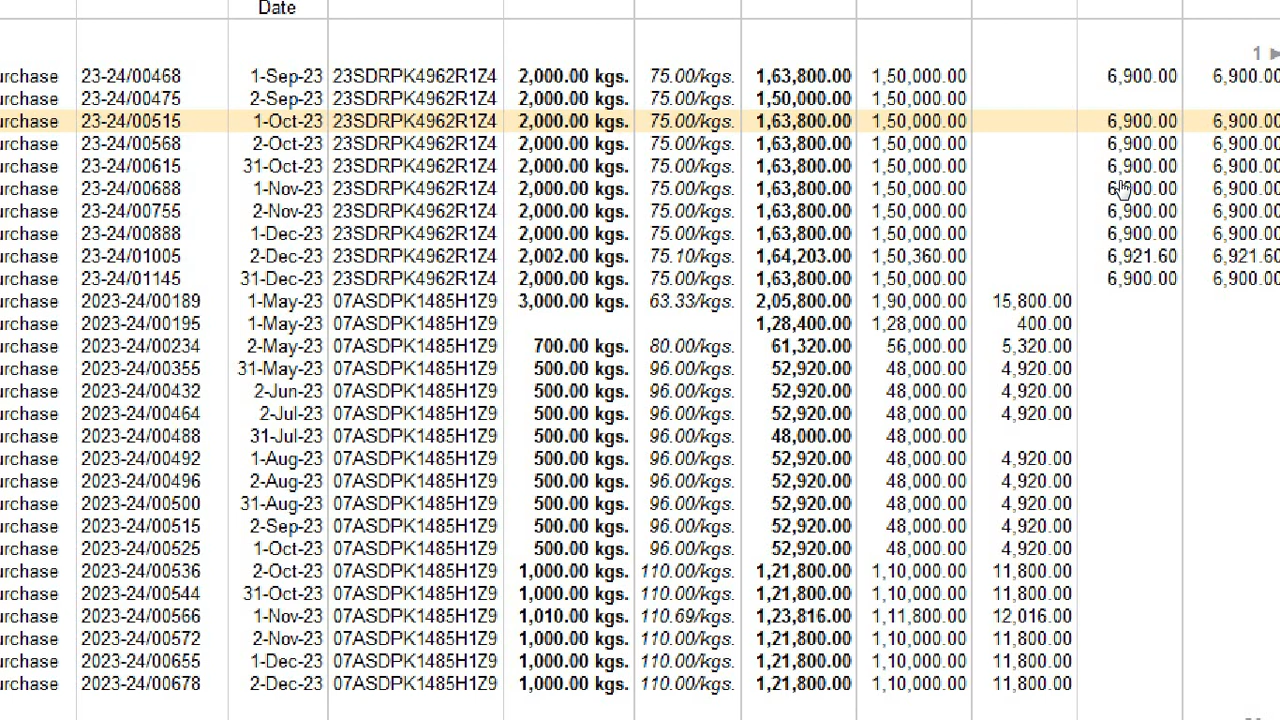 Date
1
urchase 23-24/00468 1-Sep-23 23SDRPK4962R1Z4 2,000.00 kgs. 75.00/kgs. 1,63,800.00 1,50,000.00 6,900.00 6,900.00
urchase 23-24/00475 2-Sep-23 23SDRPK4962R1Z4 2,000.00 kgs. 75.00/kgs. 1,50,000.00 1,50,000.00
urchase 23-24/00515 1-Oct-23 23SDRPK4962R1Z4 2,000.00 kgs. 75.00/kgs. 1,63,800.00 1,50,000.00 6,900.00 6,900.00
urchase 23-24/00568 2-Oct-23 23SDRPK4962R1Z4 2,000.00 kgs. 75.00/kgs. 1,63,800.00 1,50,000.00 6,900.00 6,900.00
urchase 23-24/00615 31-Oct-23 23SDRPK4962R1Z4 2,000.00 kgs. 75.00/kgs. 1,63,800.00 1,50,000.00 6,900.00 6,900.00
urchase 23-24/00688 1-Nov-23 23SDRPK4962R1Z4 2,000.00 kgs. 75.00/kgs. 1,63,800.00 1,50,000.00 6,900.00 6,900.00
urchase 23-24/00755 2-Nov-23 23SDRPK4962R1Z4 2,000.00 kgs. 75.00/kgs. 1,63,800.00 1,50,000.00 6,900.00 6,900.00
urchase 23-24/00888 1-Dec-23 23SDRPK4962R1Z4 2,000.00 kgs. 75.00/kgs. 1,63,800.00 1,50,000.00 6,900.00 6,900.00
urchase 23-24/01005 2-Dec-23 23SDRPK4962R1Z4 2,002.00 kgs. 75.10/kgs. 1,64,203.00 1,50,360.00 6,921.60 6,921.60
urchase 23-24/01145 31-Dec-23 23SDRPK4962R1Z4 2,000.00 kgs. 75.00/kgs. 1,63,800.00 1,50,000.00 6,900.00 6,900.00
urchase 2023-24/00189 1-May-23 07ASDPK1485H1Z9 3,000.00 kgs. 63.33/kgs. 2,05,800.00 1,90,000.00 15,800.00
urchase 2023-24/00195 1-May-23 07ASDPK1485H1Z9 1,28,400.00 1,28,000.00 400.00
urchase 2023-24/00234 2-May-23 07ASDPK1485H1Z9 700.00 kgs. 80.00/kgs. 61,320.00 56,000.00 5,320.00
urchase 2023-24/00355 31-May-23 07ASDPK1485H1Z9 500.00 kgs. 96.00/kgs. 52,920.00 48,000.00 4,920.00
urchase 2023-24/00432 2-Jun-23 07ASDPK1485H1Z9 500.00 kgs. 96.00/kgs. 52,920.00 48,000.00 4,920.00
urchase 2023-24/00464 2-Jul-23 07ASDPK1485H1Z9 500.00 kgs. 96.00/kgs. 52,920.00 48,000.00 4,920.00
urchase 2023-24/00488 31-Jul-23 07ASDPK1485H1Z9 500.00 kgs. 96.00/kgs. 48,000.00 48,000.00
urchase 2023-24/00492 1-Aug-23 07ASDPK1485H1Z9 500.00 kgs. 96.00/kgs. 52,920.00 48,000.00 4,920.00
urchase 2023-24/00496 2-Aug-23 07ASDPK1485H1Z9 500.00 kgs. 96.00/kgs. 52,920.00 48,000.00 4,920.00
urchase 2023-24/00500 31-Aug-23 07ASDPK1485H1Z9 500.00 kgs. 96.00/kgs. 52,920.00 48,000.00 4,920.00
urchase 2023-24/00515 2-Sep-23 07ASDPK1485H1Z9 500.00 kgs. 96.00/kgs. 52,920.00 48,000.00 4,920.00
urchase 2023-24/00525 1-Oct-23 07ASDPK1485H1Z9 500.00 kgs. 96.00/kgs. 52,920.00 48,000.00 4,920.00
urchase 2023-24/00536 2-Oct-23 07ASDPK1485H1Z9 1,000.00 kgs. 110.00/kgs. 1,21,800.00 1,10,000.00 11,800.00
urchase 2023-24/00544 31-Oct-23 07ASDPK1485H1Z9 1,000.00 kgs. 110.00/kgs. 1,21,800.00 1,10,000.00 11,800.00
urchase 2023-24/00566 1-Nov-23 07ASDPK1485H1Z9 1,010.00 kgs. 110.69/kgs. 1,23,816.00 1,11,800.00 12,016.00
urchase 2023-24/00572 2-Nov-23 07ASDPK1485H1Z9 1,000.00 kgs. 110.00/kgs. 1,21,800.00 1,10,000.00 11,800.00
urchase 2023-24/00655 1-Dec-23 07ASDPK1485H1Z9 1,000.00 kgs. 110.00/kgs. 1,21,800.00 1,10,000.00 11,800.00
urchase 2023-24/00678 2-Dec-23 07ASDPK1485H1Z9 1,000.00 kgs. 110.00/kgs. 1,21,800.00 1,10,000.00 11,800.00